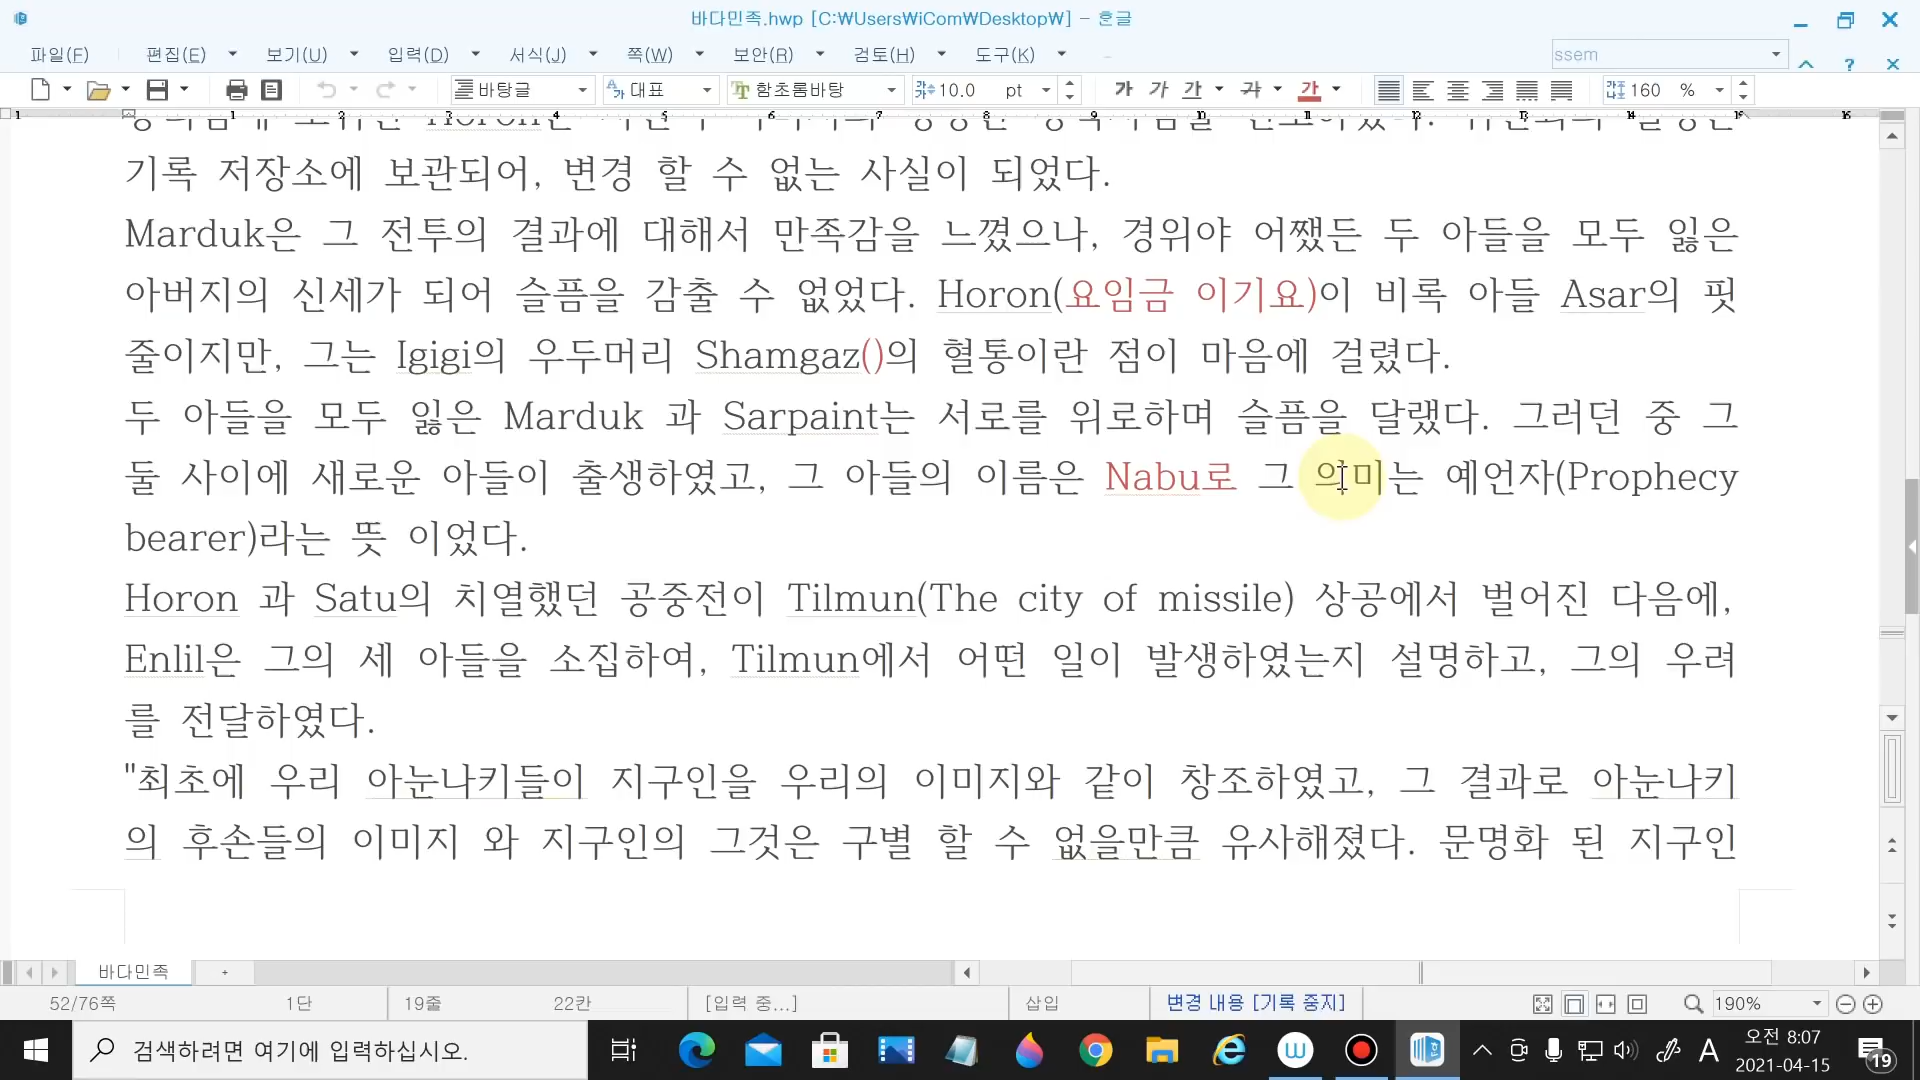 바다민족.hwp [C:₩Users₩iCom₩Desktop₩] - 흔글
파일(F) 편집(E) 보기(U) 입력(D) 서식(J) 쪽(W) 보안(R) 검토(H) 도구(K) ssem
바탕글 대표 함초롬바탕 10.0 pt 가 가 가 가 가 160 %
기록 저장소에 보관되어, 변경 할 수 없는 사실이 되었다.
Marduk은 그 전투의 결과에 대해서 만족감을 느꼈으나, 경위야 어쨌든 두 아들을 모두 잃은
아버지의 신세가 되어 슬픔을 감출 수 없었다. Horon(요임금 이기요)이 비록 아들 Asar의 핏
줄이지만, 그는 Igigi의 우두머리 Shamgaz()의 혈통이란 점이 마음에 걸렸다.
두 아들을 모두 잃은 Marduk 과 Sarpaint는 서로를 위로하며 슬픔을 달랬다. 그러던 중 그
둘 사이에 새로운 아들이 출생하였고, 그 아들의 이름은 Nabu로 그 의미는 예언자(Prophecy
bearer)라는 뜻 이었다.
Horon 과 Satu의 치열했던 공중전이 Tilmun(The city of missile) 상공에서 벌어진 다음에,
Enlil은 그의 세 아들을 소집하여, Tilmun에서 어떤 일이 발생하였는지 설명하고, 그의 우려
를 전달하였다.
"최초에 우리 아눈나키들이 지구인을 우리의 이미지와 같이 창조하였고, 그 결과로 아눈나키
의 후손들의 이미지 와 지구인의 그것은 구별 할 수 없을만큼 유사해졌다. 문명화 된 지구인
바다민족
52/76쪽 1단 19줄 22칸 [입력 중...] 삽입 변경 내용 [기록 중지] 190%
검색하려면 여기에 입력하십시오.
A 오전 8:07
2021-04-15
19